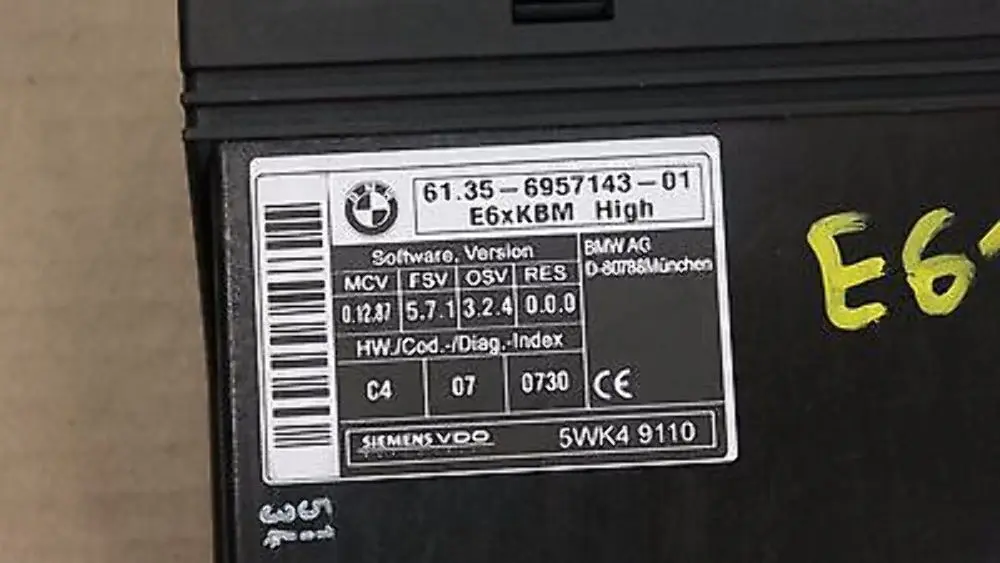 61.35-6957143-01
E6xKBM High
Software, Version
MCV FSV OSV RES
0.12.87 5.7.1 3.2.4 0.0.0
HW./Cod.-/Diag.-Index
C4 07 0730
BMW AG
D-80788München
CE
SIEMENS VDO 5WK4 9110
E61